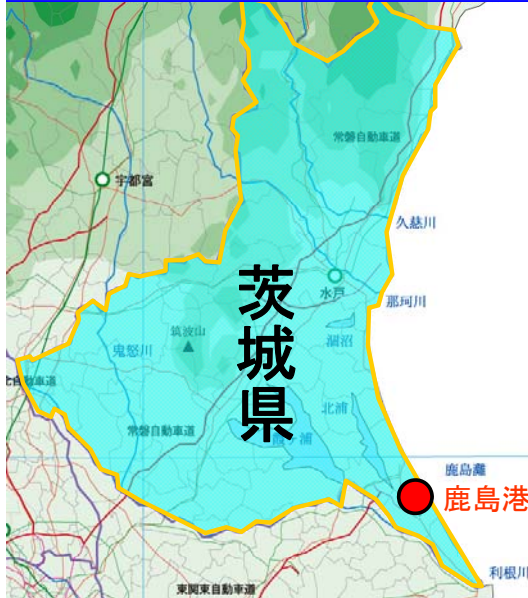 常磐自動車道
宇都宮
久慈川
茨城県
水戸
那珂川
筑波山
涸沼
鬼怒川
北浦
常磐自動車道
鹿島灘
鹿島港
利根川
東関東自動車道